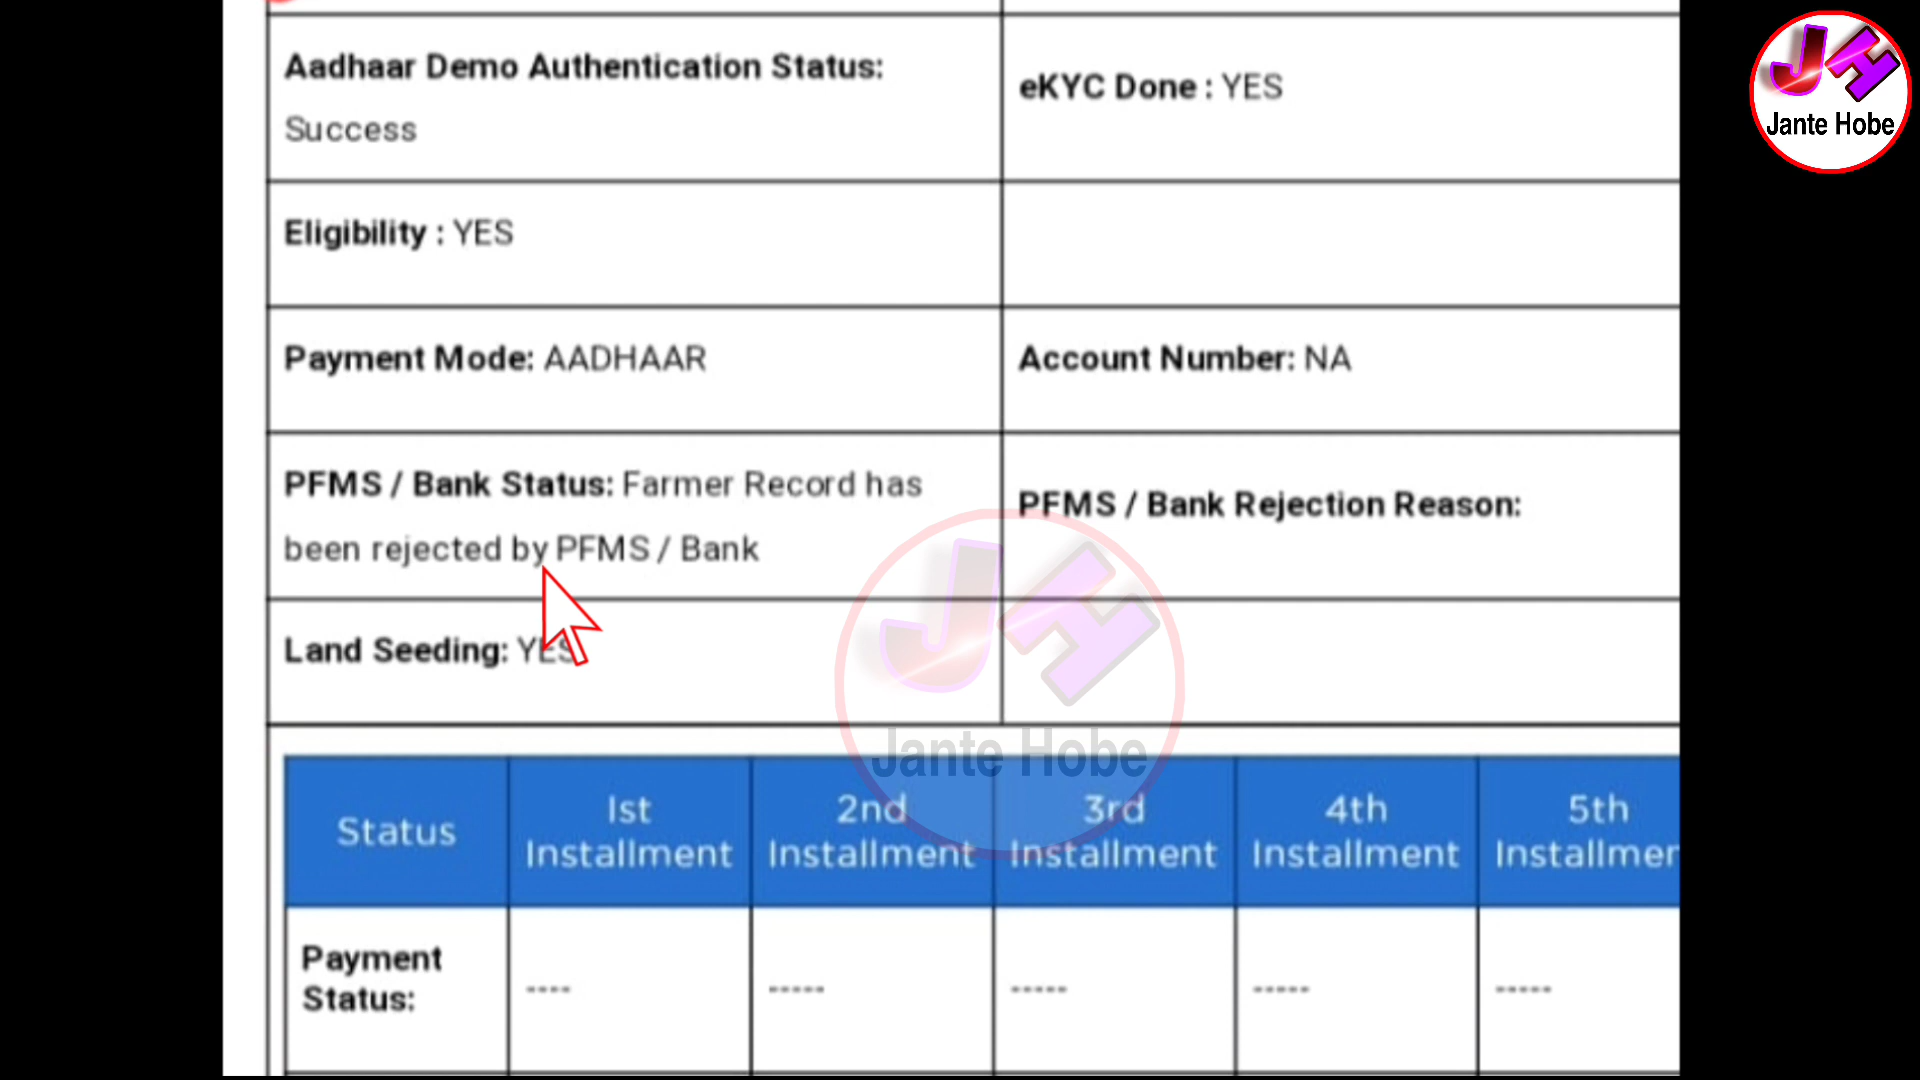 JH
Jante Hobe
Aadhaar Demo Authentication Status:
Success
eKYC Done : YES
Eligibility : YES
Payment Mode: AADHAAR
Account Number: NA
PFMS / Bank Status: Farmer Record has
been rejected by PFMS / Bank
PFMS / Bank Rejection Reason:
Land Seeding: YES
JH
Jante Hobe
Status
Ist
Installment
2nd
Installment
3rd
Installment
4th
Installment
5th
Installmen
Payment
Status:
----
-----
-----
-----
-----